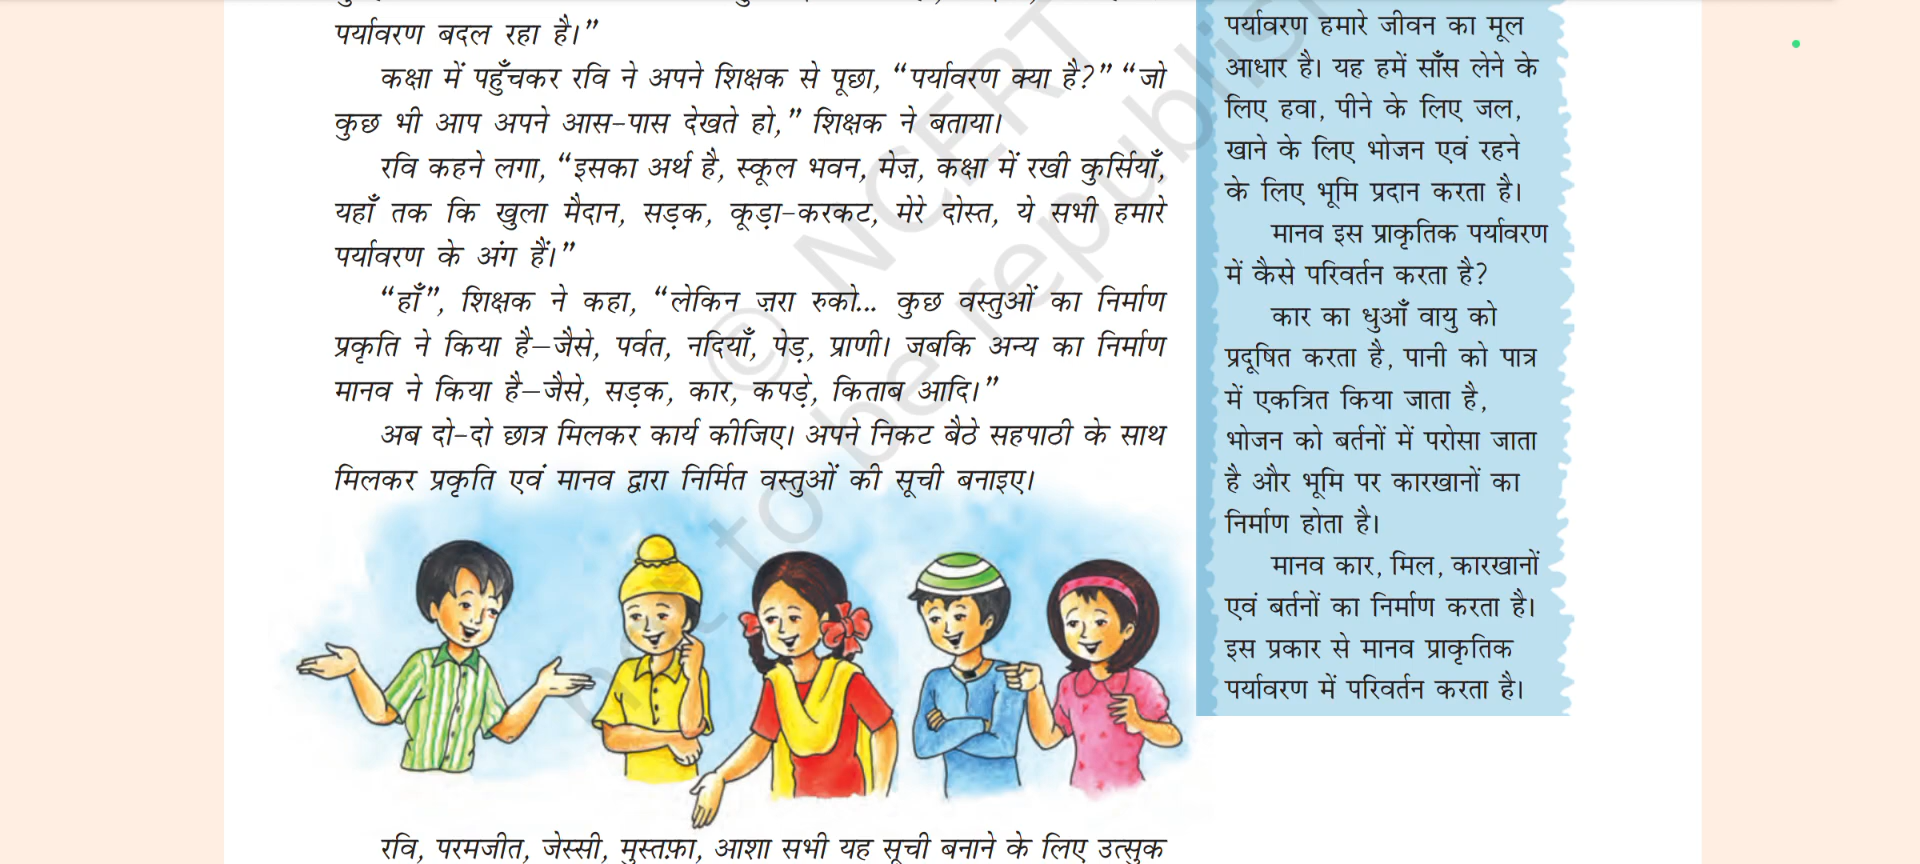 पर्यावरण बदल रहा है।”
कक्षा में पहुँचकर रवि ने अपने शिक्षक से पूछा, “पर्यावरण क्या है?” “जो
कुछ भी आप अपने आस-पास देखते हो,” शिक्षक ने बताया।
रवि कहने लगा, “इसका अर्थ है, स्कूल भवन, मेज़, कक्षा में रखी कुर्सियाँ,
यहाँ तक कि खुला मैदान, सड़क, कूड़ा-करकट, मेरे दोस्त, ये सभी हमारे
पर्यावरण के अंग हैं।”
“हाँ”, शिक्षक ने कहा, “लेकिन ज़रा रुको... कुछ वस्तुओं का निर्माण
प्रकृति ने किया है—जैसे, पर्वत, नदियाँ, पेड़, प्राणी। जबकि अन्य का निर्माण
मानव ने किया है—जैसे, सड़क, कार, कपड़े, किताब आदि।”
अब दो-दो छात्र मिलकर कार्य कीजिए। अपने निकट बैठे सहपाठी के साथ
मिलकर प्रकृति एवं मानव द्वारा निर्मित वस्तुओं की सूची बनाइए।
रवि, परमजीत, जेस्सी, मुस्तफ़ा, आशा सभी यह सूची बनाने के लिए उत्सुक
पर्यावरण हमारे जीवन का मूल
आधार है। यह हमें साँस लेने के
लिए हवा, पीने के लिए जल,
खाने के लिए भोजन एवं रहने
के लिए भूमि प्रदान करता है।
मानव इस प्राकृतिक पर्यावरण
में कैसे परिवर्तन करता है?
कार का धुआँ वायु को
प्रदूषित करता है, पानी को पात्र
में एकत्रित किया जाता है,
भोजन को बर्तनों में परोसा जाता
है और भूमि पर कारखानों का
निर्माण होता है।
मानव कार, मिल, कारखानों
एवं बर्तनों का निर्माण करता है।
इस प्रकार से मानव प्राकृतिक
पर्यावरण में परिवर्तन करता है।
© NCERT
not to be republis